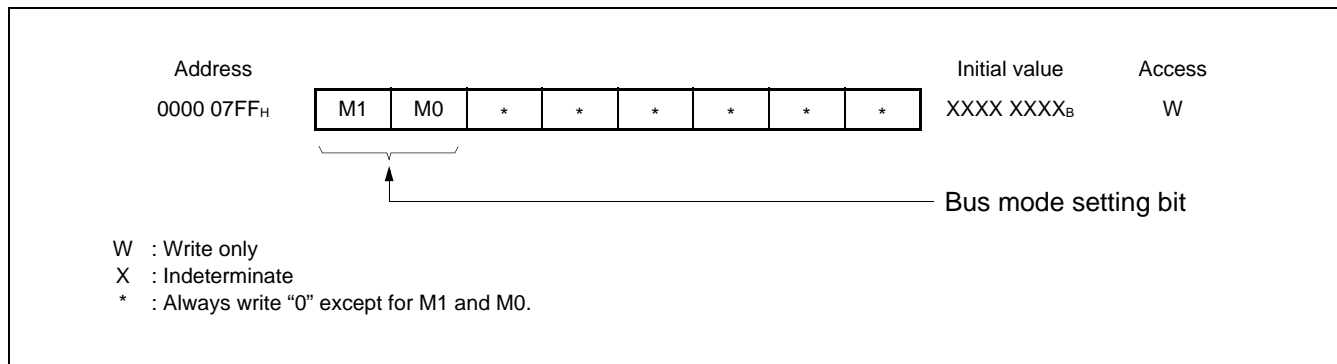 Address Initial value Access
0000 07FFH M1 M0 * * * * * * XXXX XXXXB W
Bus mode setting bit
W : Write only
X : Indeterminate
* : Always write “0” except for M1 and M0.